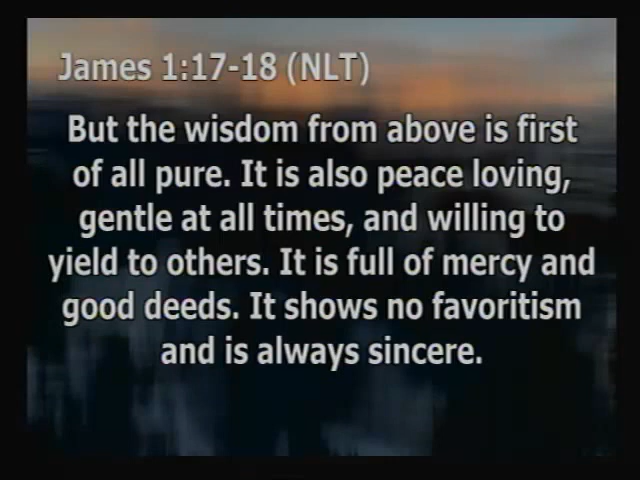 James 1:17-18 (NLT)
But the wisdom from above is first
of all pure. It is also peace loving,
gentle at all times, and willing to
yield to others. It is full of mercy and
good deeds. It shows no favoritism
and is always sincere.